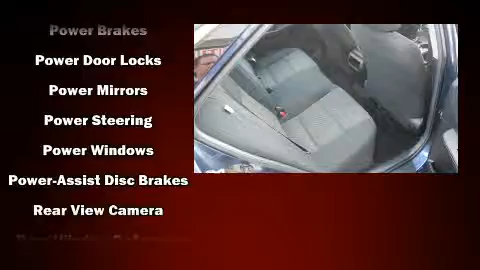 Power Brakes
Power Door Locks
Power Mirrors
Power Steering
Power Windows
Power-Assist Disc Brakes
Rear View Camera